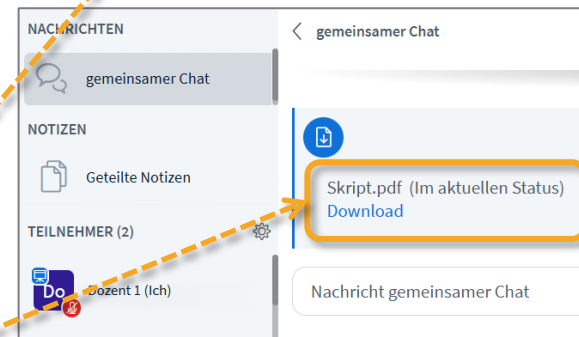 NACHRICHTEN
gemeinsamer Chat
NOTIZEN
Geteilte Notizen
TEILNEHMER (2)
Do
Dozent 1 (Ich)
gemeinsamer Chat
Skript.pdf (Im aktuellen Status)
Download
Nachricht gemeinsamer Chat